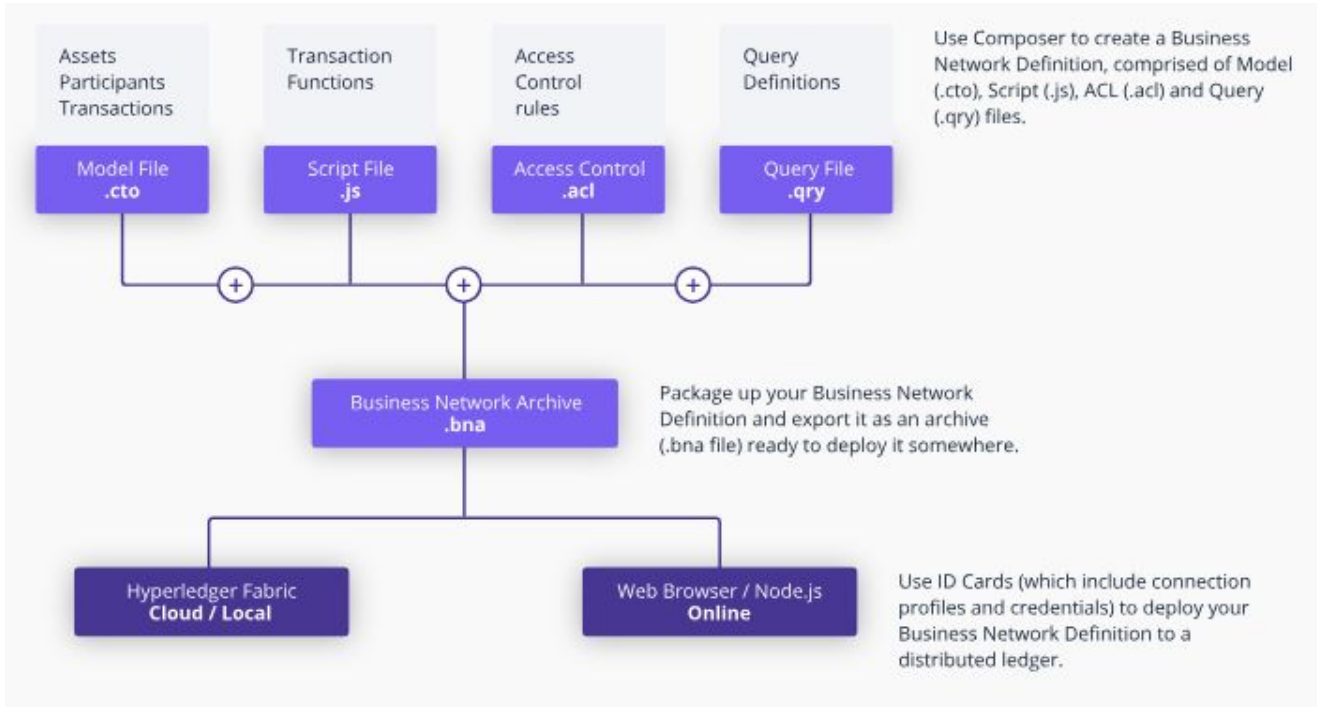 Assets
Participants
Transactions
Model File
.cto
Transaction
Functions
Script File
.js
Access
Control
rules
Access Control
.acl
Query
Definitions
Query File
.qry
Use Composer to create a Business
Network Definition, comprised of Model
(.cto), Script (.js), ACL (.acl) and Query
(.qry) files.
+
+
+
Business Network Archive
.bna
Package up your Business Network
Definition and export it as an archive
(.bna file) ready to deploy it somewhere.
Hyperledger Fabric
Cloud / Local
Web Browser / Node.js
Online
Use ID Cards (which include connection
profiles and credentials) to deploy your
Business Network Definition to a
distributed ledger.